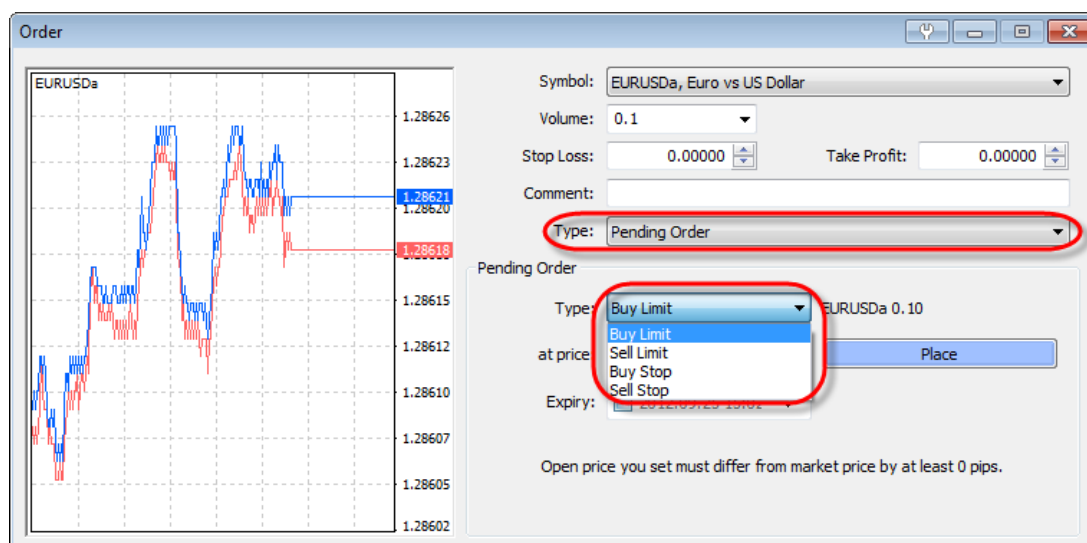 Order
EURUSDa
1.28626
1.28623
1.28621
1.28620
1.28618
1.28615
1.28612
1.28610
1.28607
1.28605
1.28602
Symbol: EURUSDa, Euro vs US Dollar
Volume: 0.1
Stop Loss: 0.00000 Take Profit: 0.00000
Comment:
Type: Pending Order
Pending Order
Type: Buy Limit EURUSDa 0.10
Buy Limit
Sell Limit
Buy Stop
Sell Stop
at price
Place
Expiry:
Open price you set must differ from market price by at least 0 pips.